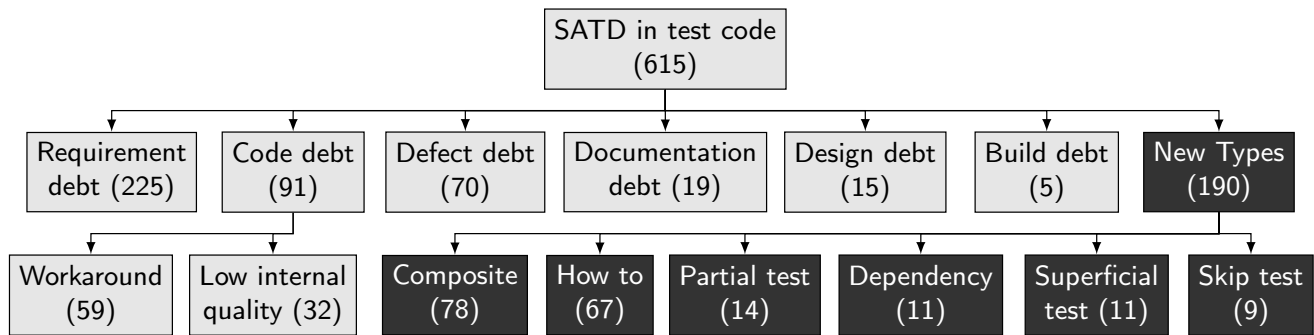 SATD in test code
(615)
Requirement
debt (225)
Code debt
(91)
Defect debt
(70)
Documentation
debt (19)
Design debt
(15)
Build debt
(5)
New Types
(190)
Workaround
(59)
Low internal
quality (32)
Composite
(78)
How to
(67)
Partial test
(14)
Dependency
(11)
Superficial
test (11)
Skip test
(9)